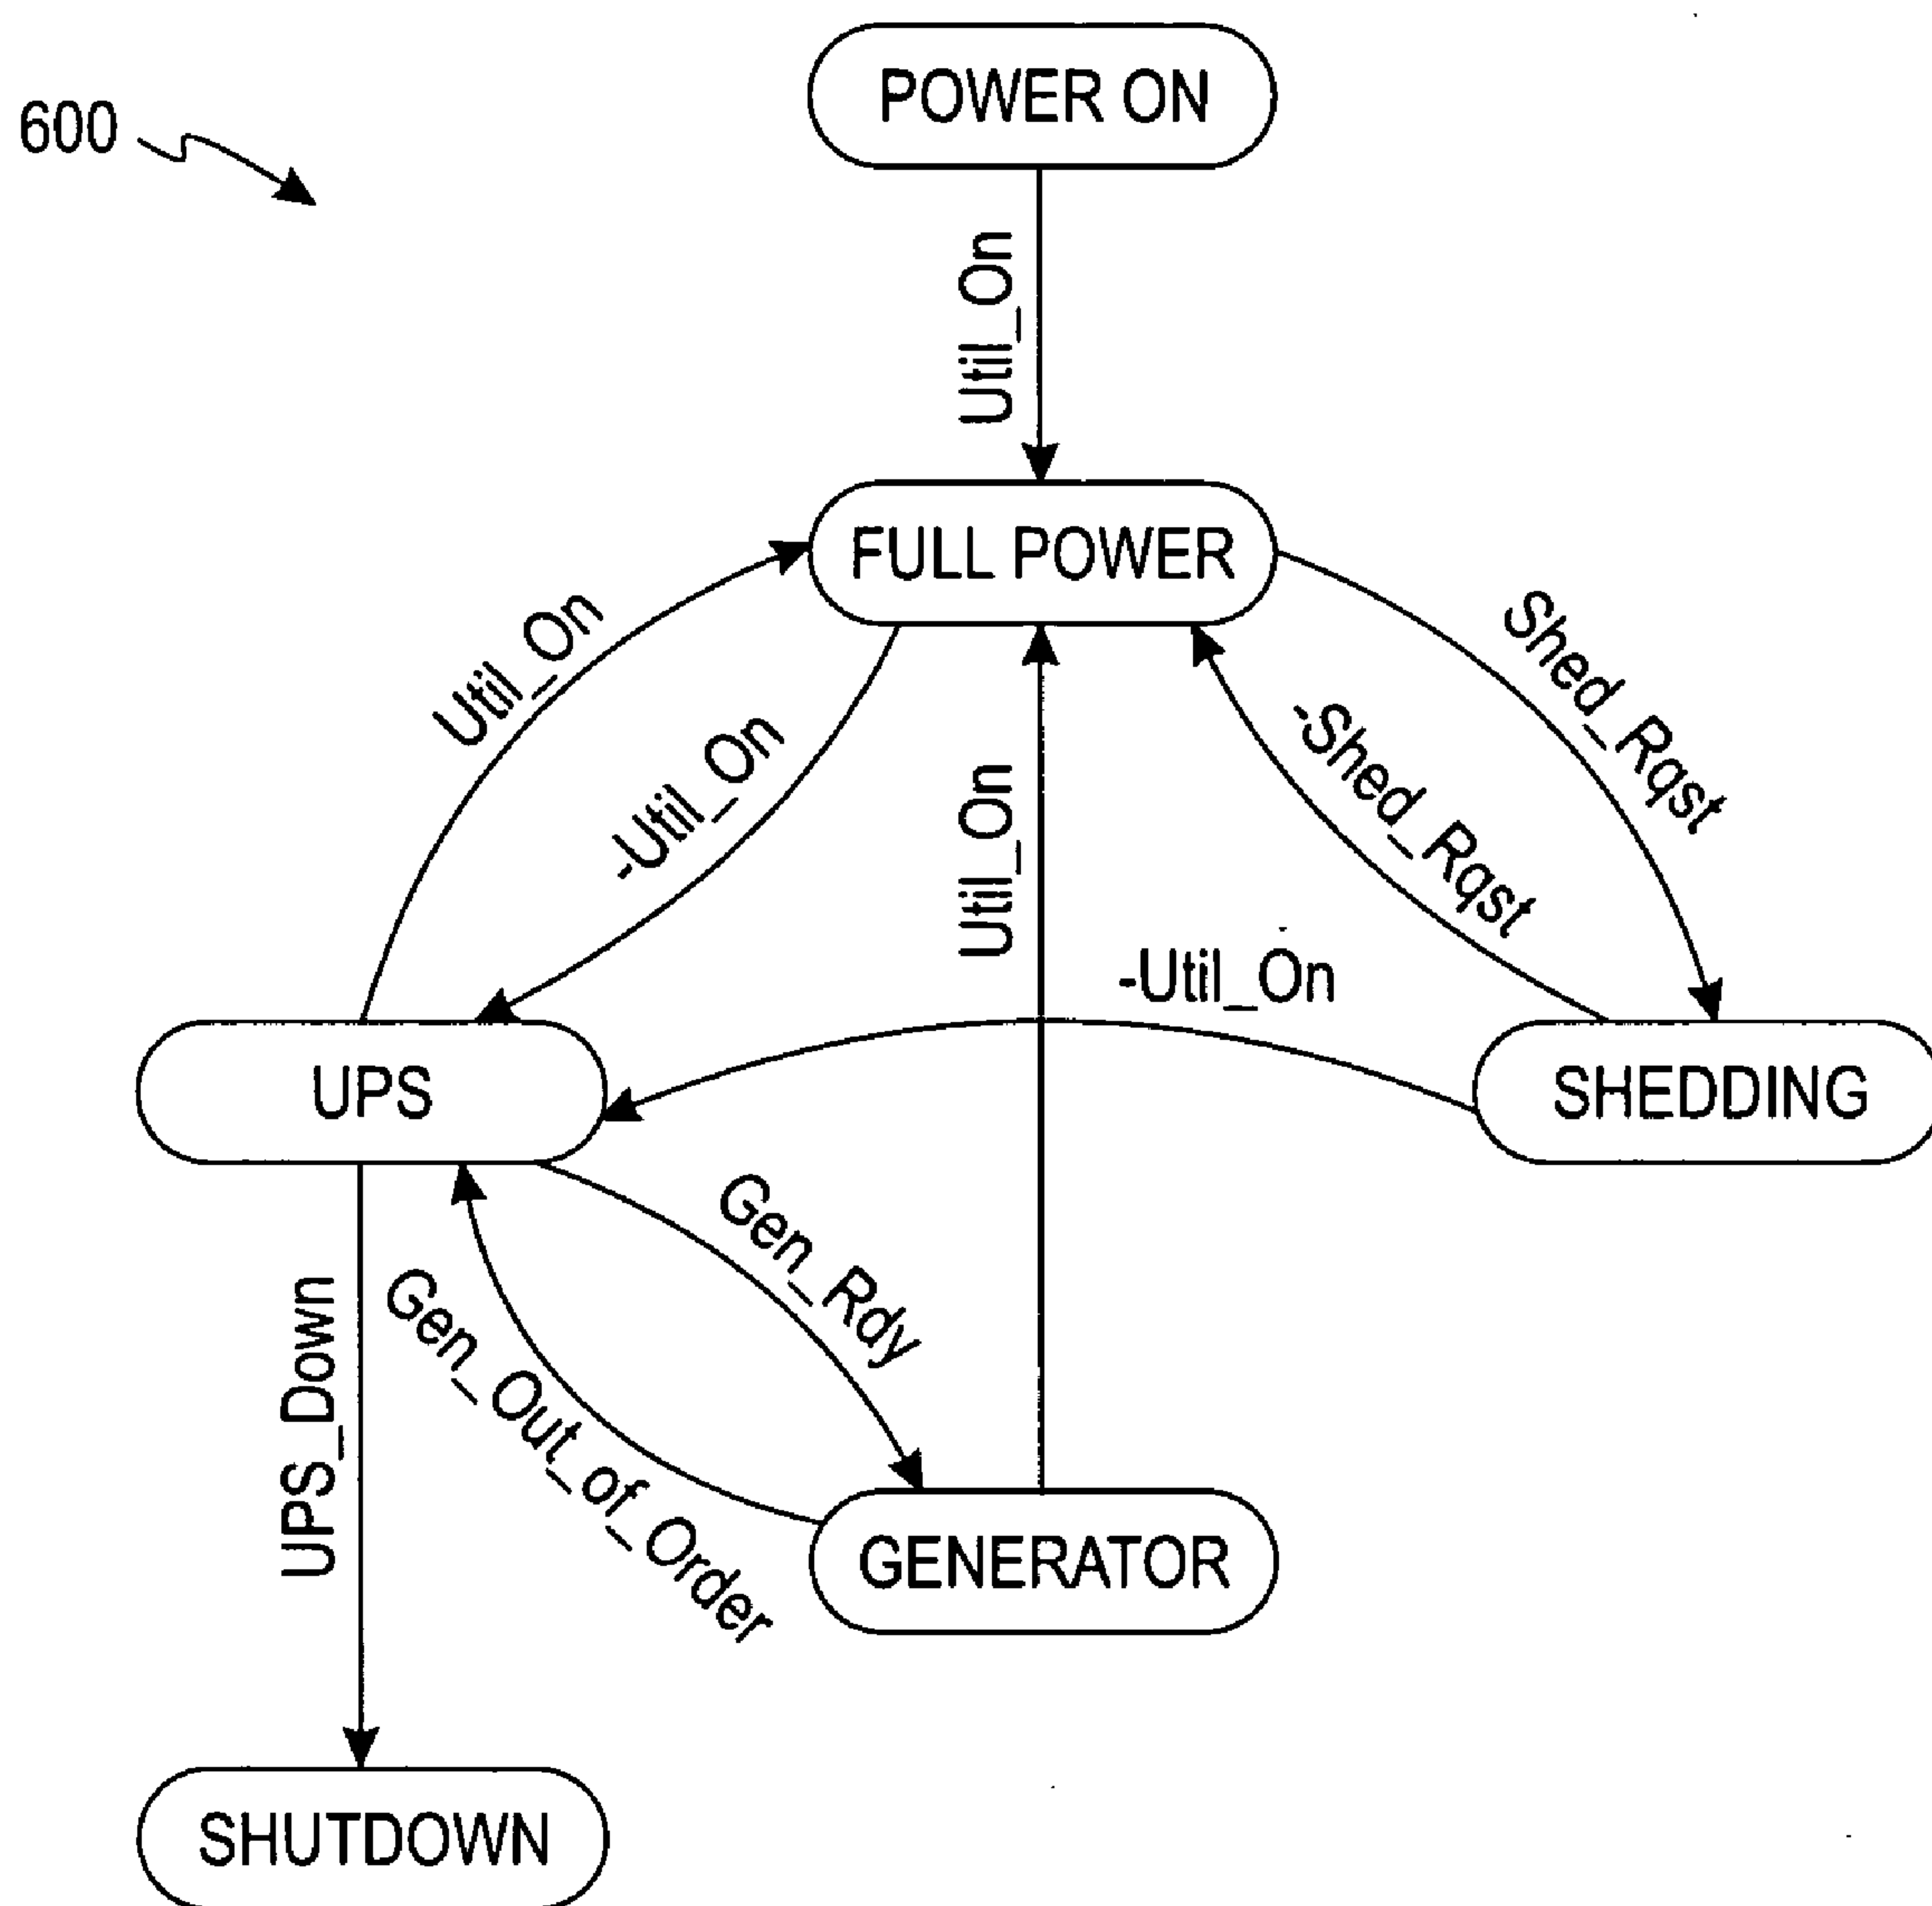 600
POWER ON
Util_On
FULL POWER
Util_On
-Util_On
Util_On
-Shed_Rqst
Shed_Rqst
-Util_On
UPS
SHEDDING
Gen_Rdy
UPS_Down
Gen_Out_of_Order
GENERATOR
SHUTDOWN